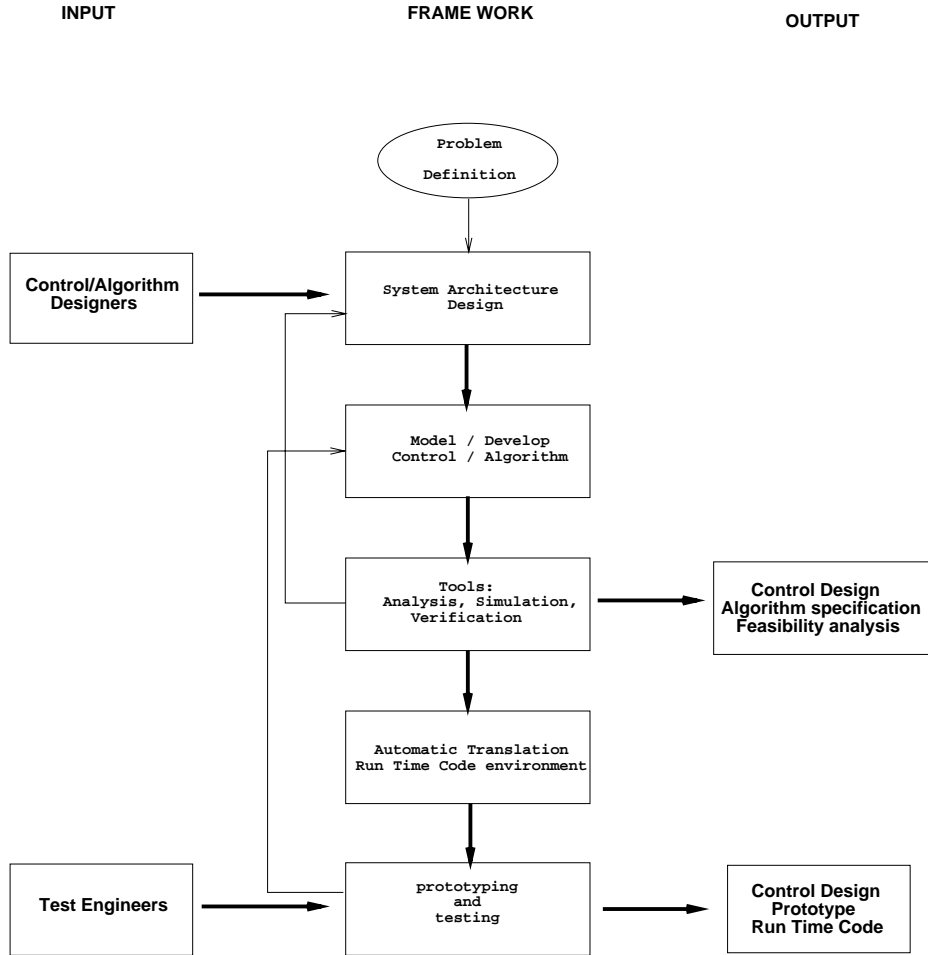 INPUT
FRAME WORK
OUTPUT
Problem
Definition
Control/Algorithm
Designers
System Architecture
Design
Model / Develop
Control / Algorithm
Tools:
Analysis, Simulation,
Verification
Control Design
Algorithm specification
Feasibility analysis
Automatic Translation
Run Time Code environment
Test Engineers
prototyping
and
testing
Control Design
Prototype
Run Time Code